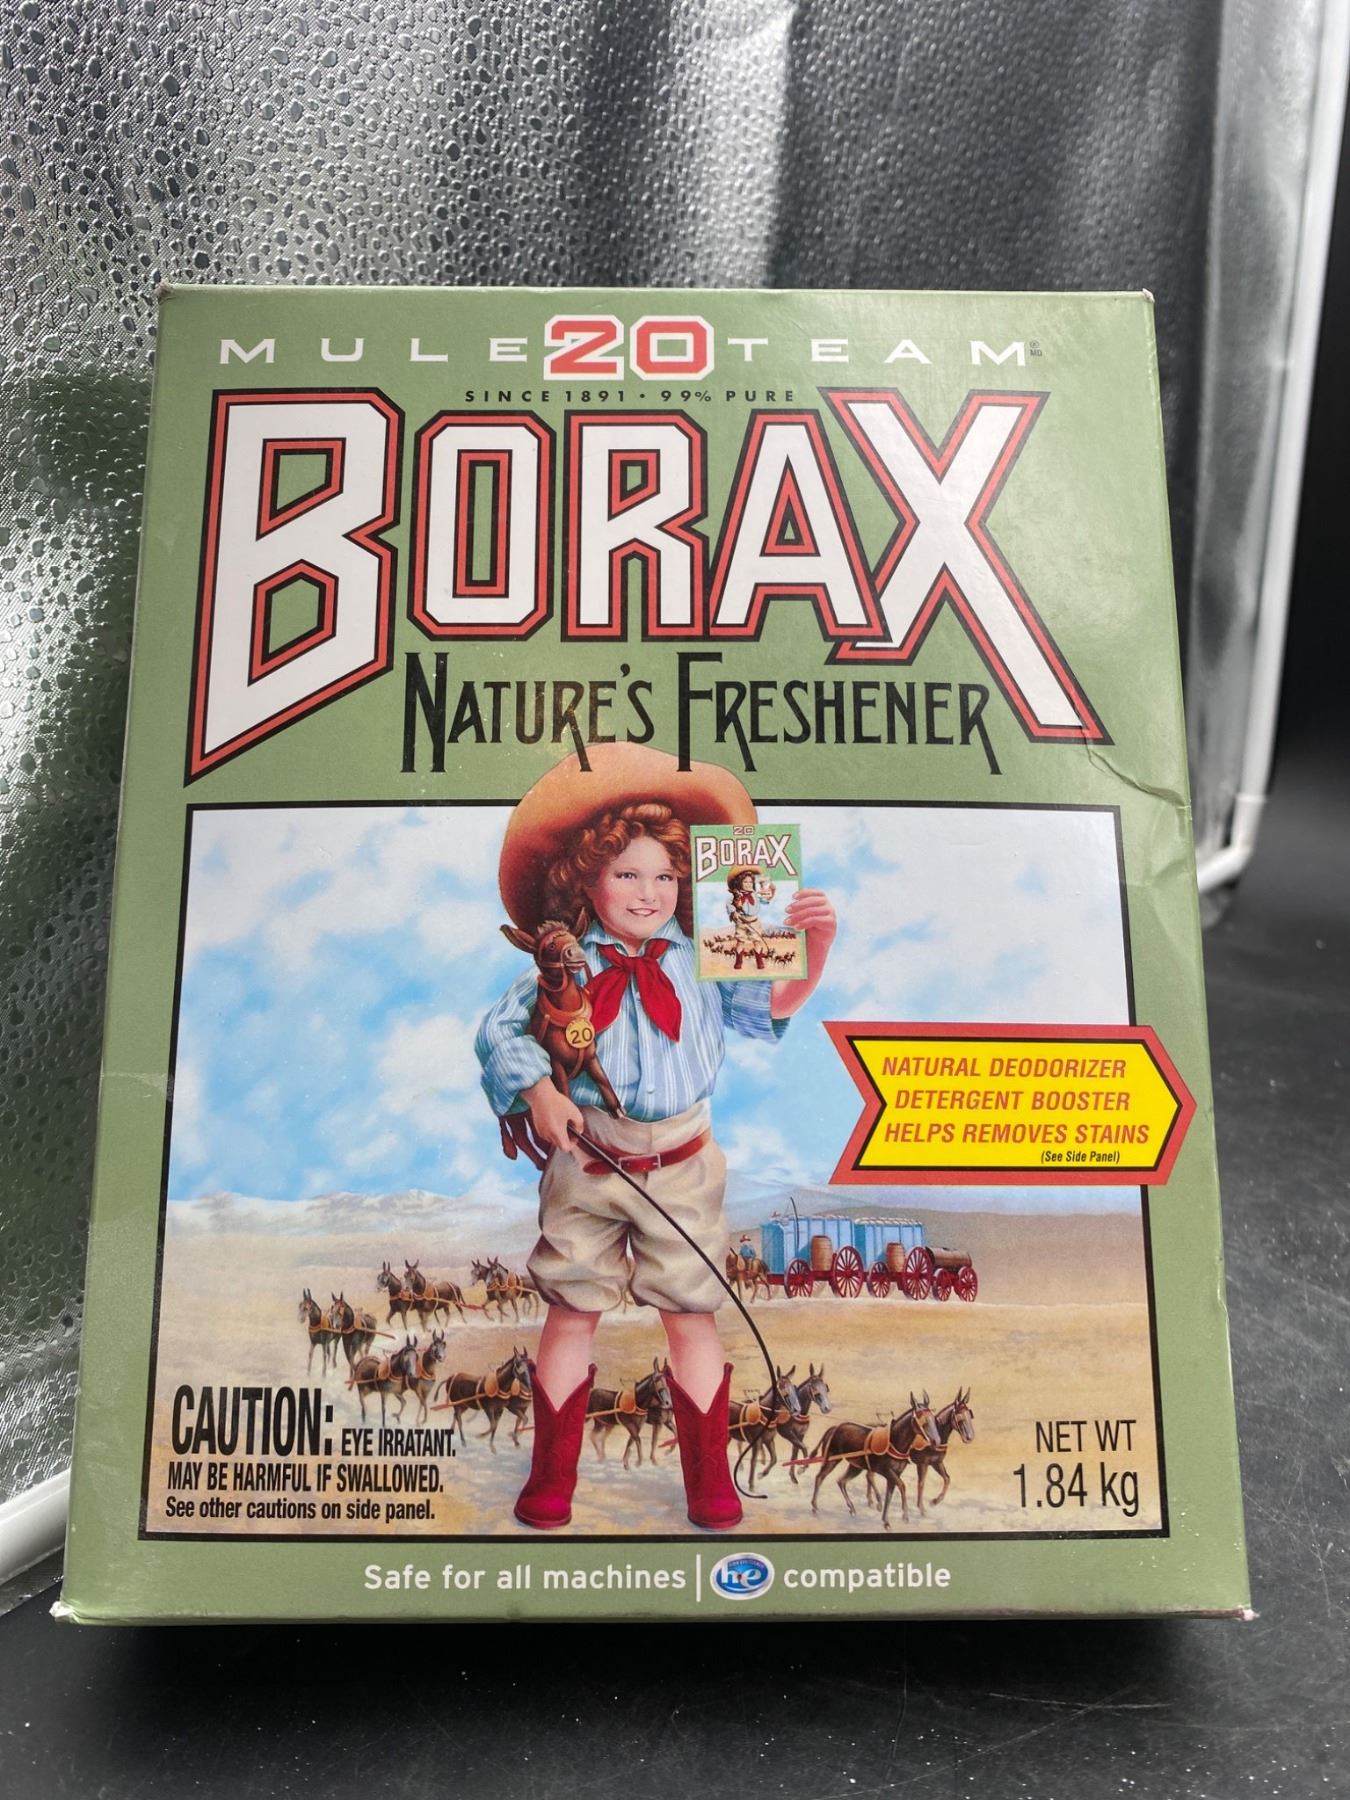 MULE 20 TEAM ® MD
SINCE 1891 • 99% PURE
BORAX
NATURE'S FRESHENER
20
BORAX
20
NATURAL DEODORIZER
DETERGENT BOOSTER
HELPS REMOVES STAINS
(See Side Panel)
CAUTION: EYE IRRATANT.
MAY BE HARMFUL IF SWALLOWED.
See other cautions on side panel.
NET WT
1.84 kg
Safe for all machines | he compatible